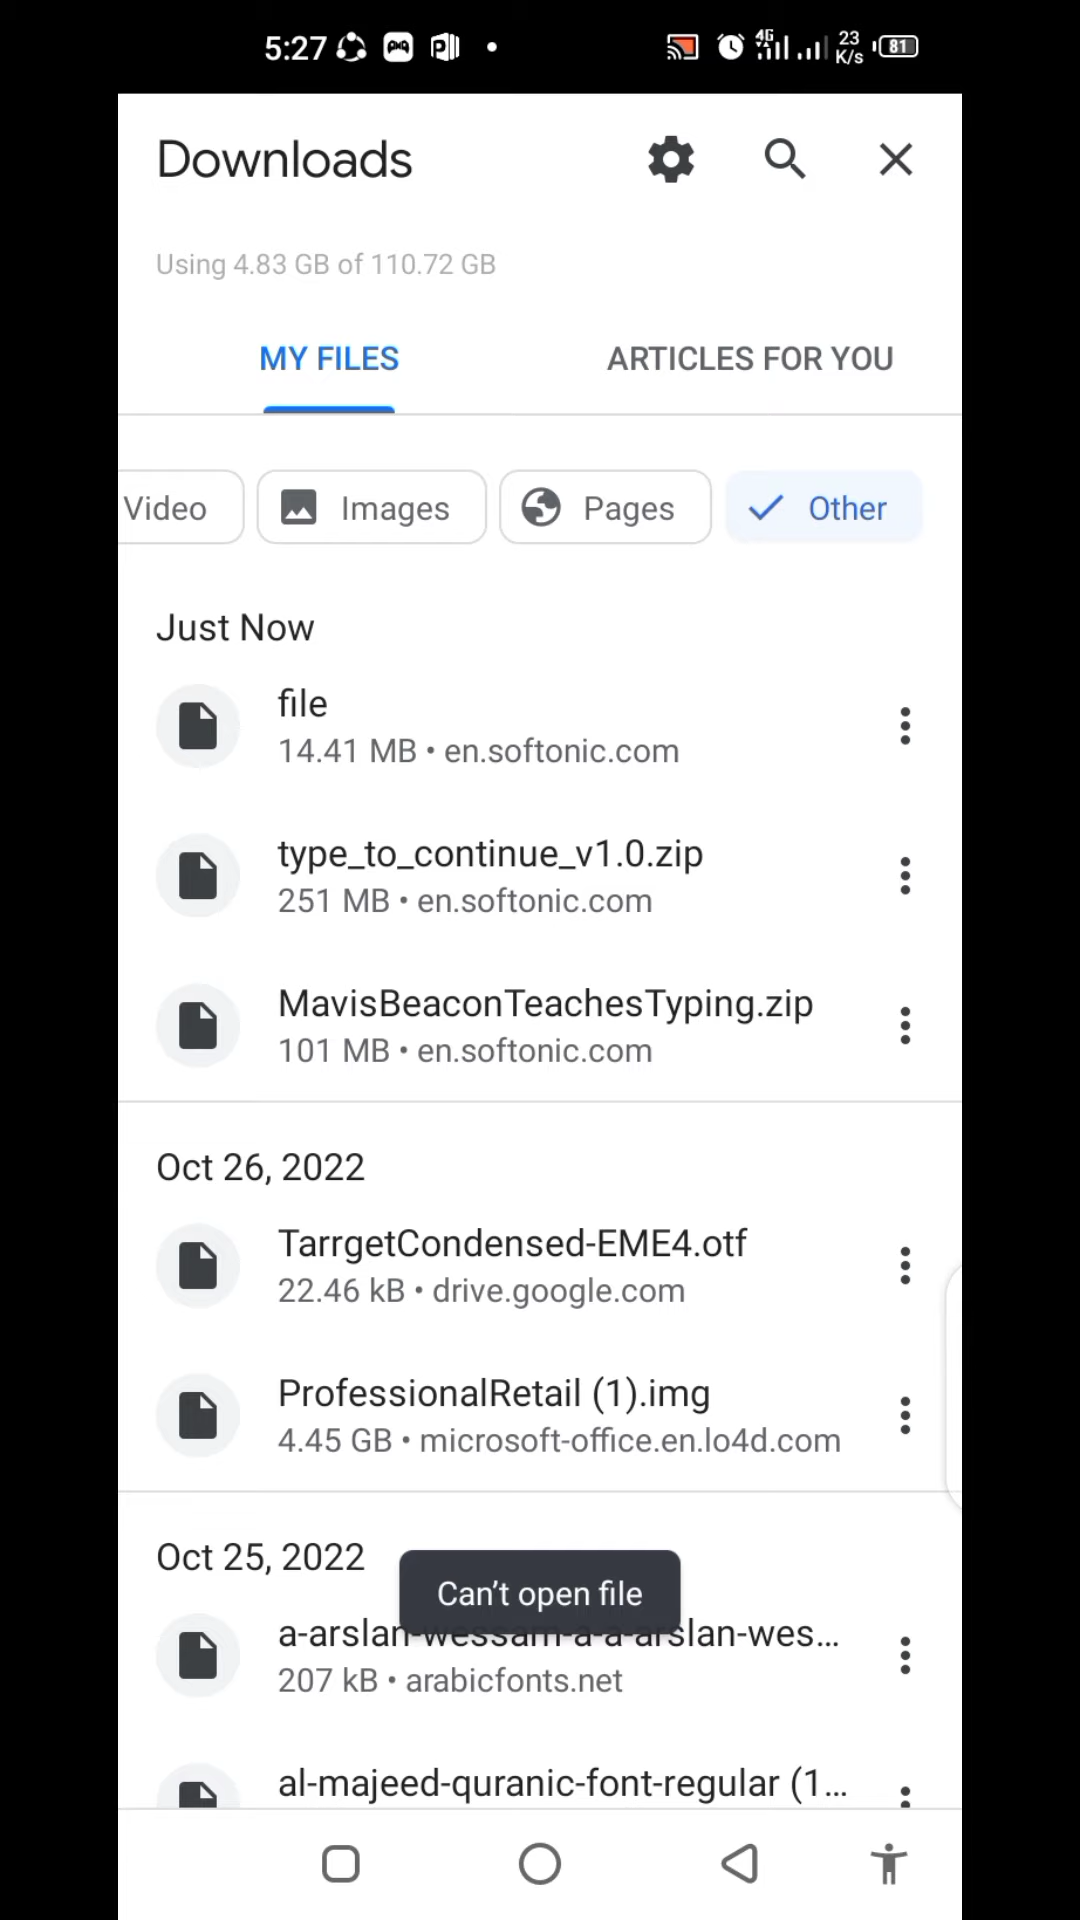 5:27
4G
23
K/s
81
Downloads
Using 4.83 GB of 110.72 GB
MY FILES
ARTICLES FOR YOU
Video
Images
Pages
Other
Just Now
file
14.41 MB • en.softonic.com
type_to_continue_v1.0.zip
251 MB • en.softonic.com
MavisBeaconTeachesTyping.zip
101 MB • en.softonic.com
Oct 26, 2022
TarrgetCondensed-EME4.otf
22.46 kB • drive.google.com
ProfessionalRetail (1).img
4.45 GB • microsoft-office.en.lo4d.com
Oct 25, 2022
Can't open file
a-arslan-wessam-a-a-arslan-wes...
207 kB • arabicfonts.net
al-majeed-quranic-font-regular (1...